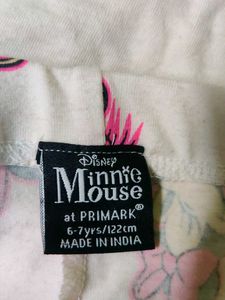 Disney
Minnie
Mouse
at PRIMARK®
6-7yrs/122cm
MADE IN INDIA